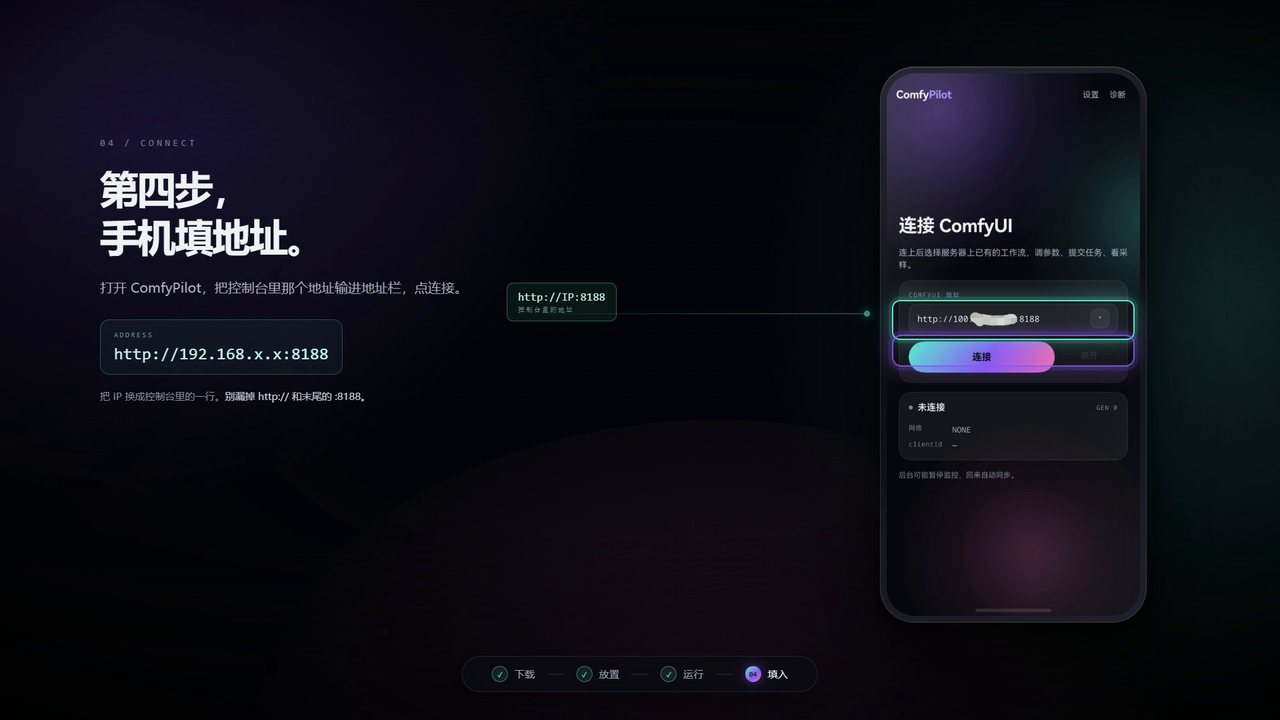 04 / CONNECT
第四步，
手机填地址。
打开 ComfyPilot，把控制台里那个地址输进地址栏，点连接。
ADDRESS
http://192.168.x.x:8188
把 IP 换成控制台里的一行。别漏掉 http:// 和末尾的 :8188。
http://IP:8188
控制台里的地址
ComfyPilot
设置 诊断
连接 ComfyUI
连上后选择服务器上已有的工作流，调参数、提交任务、看采
样。
COMFYUI 地址
http://100 8188
连接 断开
未连接 GEN 0
网络 NONE
clientId —
后台可能暂停监控，回来自动同步。
✓ 下载 ✓ 放置 ✓ 运行 04 填入